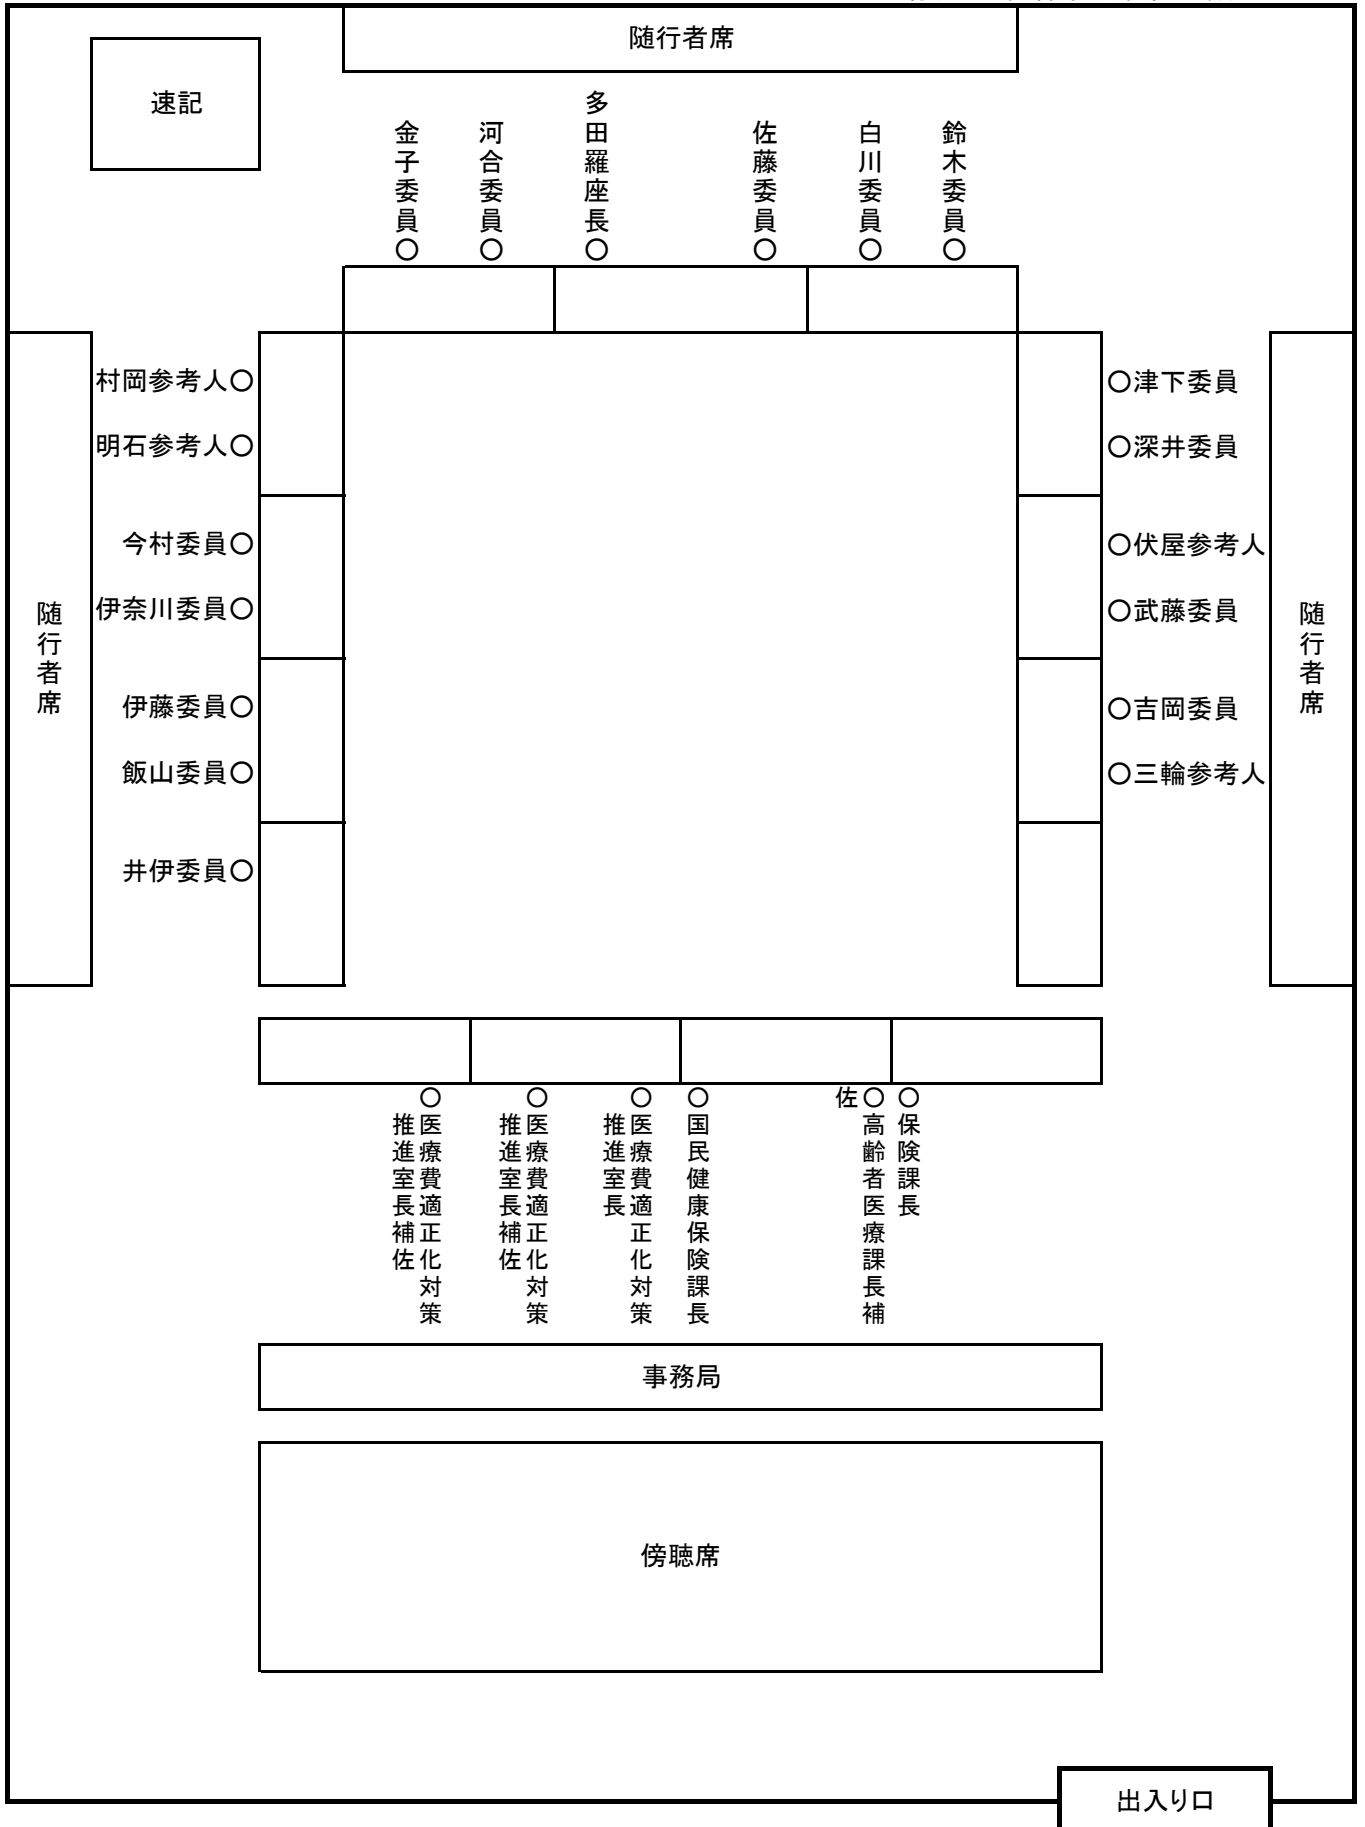 随行者席
速記
金子委員○
河合委員○
多田羅座長○
佐藤委員○
白川委員○
鈴木委員○
村岡参考人○
明石参考人○
今村委員○
伊奈川委員○
伊藤委員○
飯山委員○
井伊委員○
随行者席
○津下委員
○深井委員
○伏屋参考人
○武藤委員
○吉岡委員
○三輪参考人
随行者席
○医療費適正化対策
推進室長補佐
○医療費適正化対策
推進室長補佐
○医療費適正化対策
推進室長
○国民健康保険課長
○高齢者医療課長補
佐
○保険課長
事務局
傍聴席
出入り口